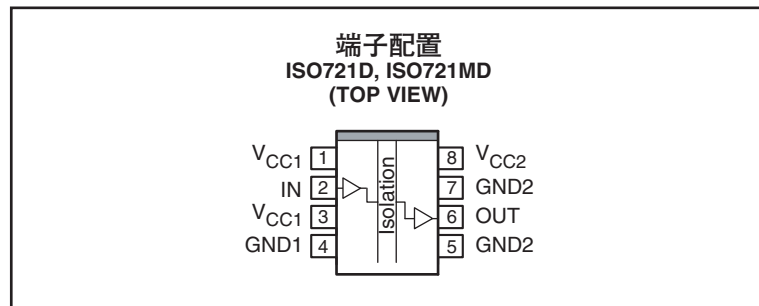 端子配置
ISO721D, ISO721MD
(TOP VIEW)
VCC1 1 8 VCC2
IN 2 7 GND2
VCC1 3 6 OUT
GND1 4 5 GND2
Isolation